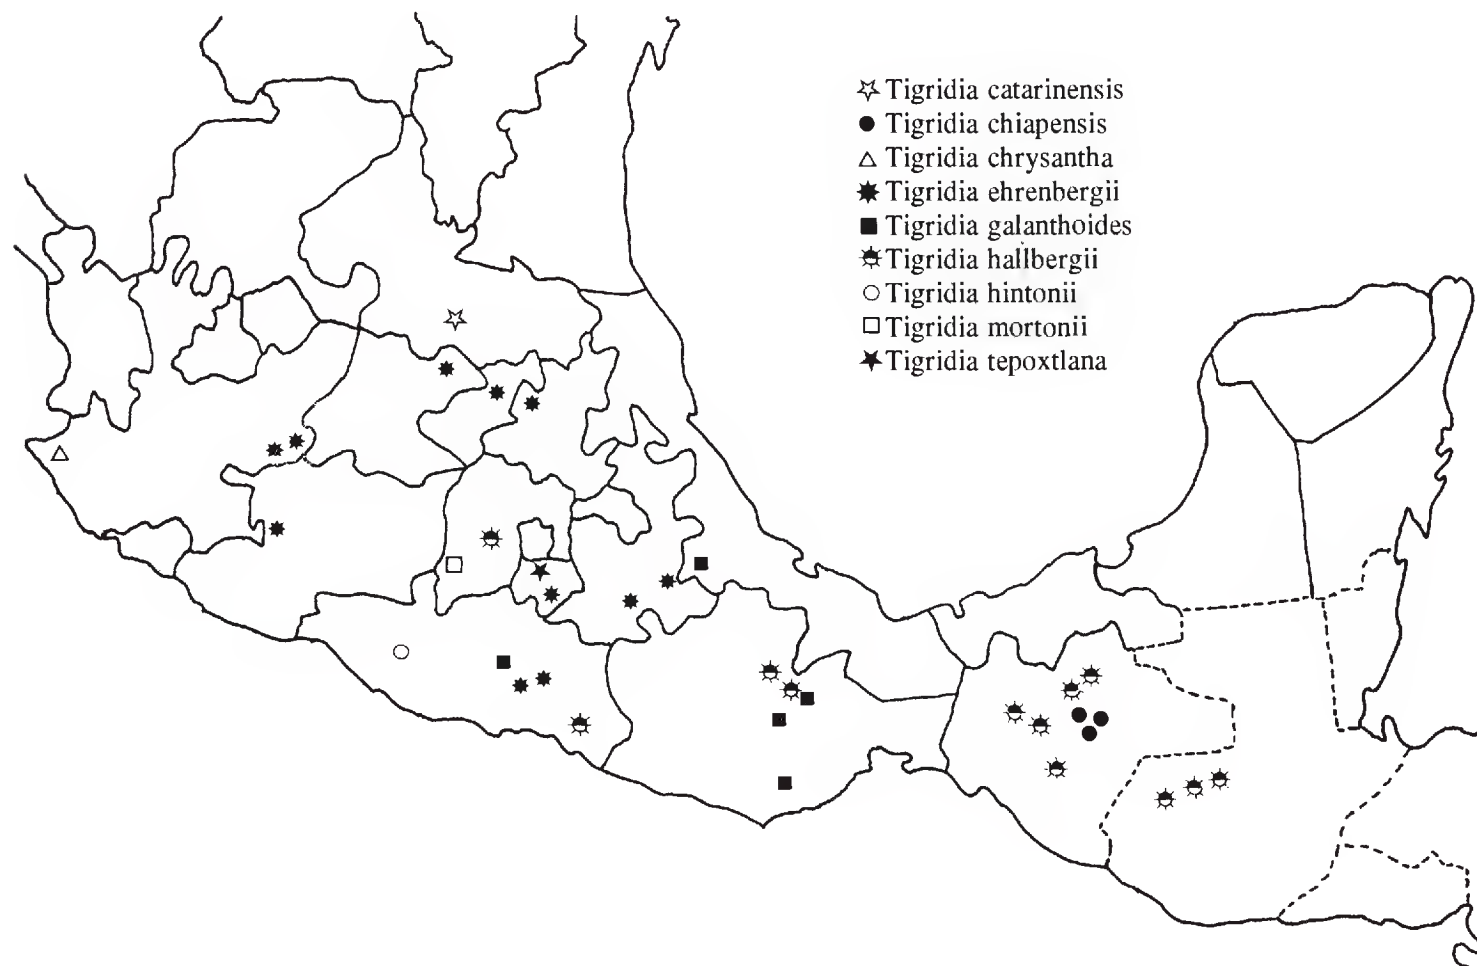 Tigridia catarinensis
Tigridia chiapensis
Tigridia chrysantha
Tigridia ehrenbergii
Tigridia galanthoides
Tigridia hallbergii
Tigridia hintonii
Tigridia mortonii
Tigridia tepoxtlana